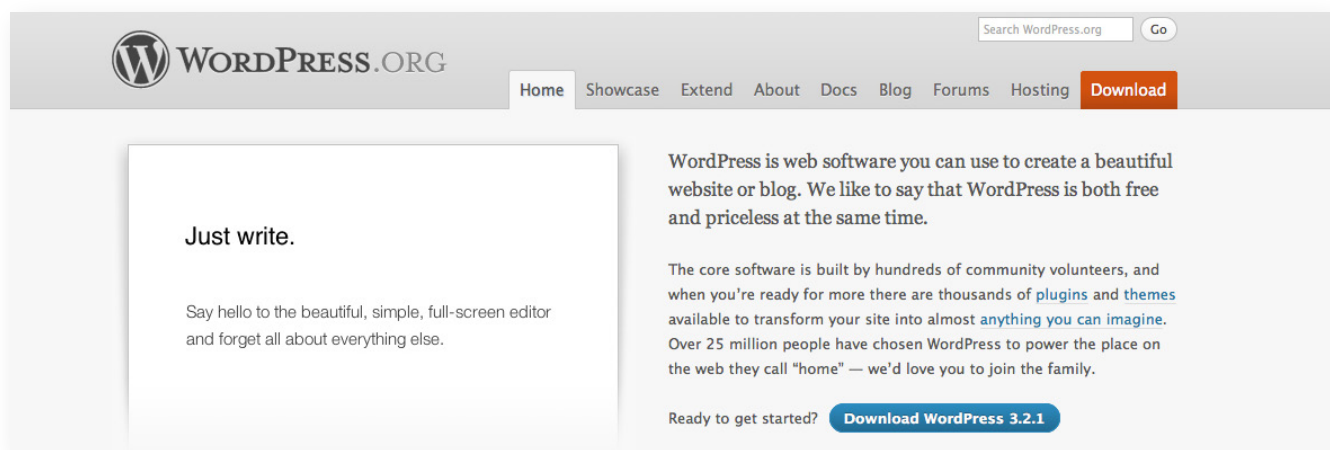 Search WordPress.org Go
WORDPRESS.ORG
Home Showcase Extend About Docs Blog Forums Hosting Download
Just write.
Say hello to the beautiful, simple, full-screen editor
and forget all about everything else.
WordPress is web software you can use to create a beautiful
website or blog. We like to say that WordPress is both free
and priceless at the same time.
The core software is built by hundreds of community volunteers, and
when you're ready for more there are thousands of plugins and themes
available to transform your site into almost anything you can imagine.
Over 25 million people have chosen WordPress to power the place on
the web they call “home” — we'd love you to join the family.
Ready to get started? Download WordPress 3.2.1